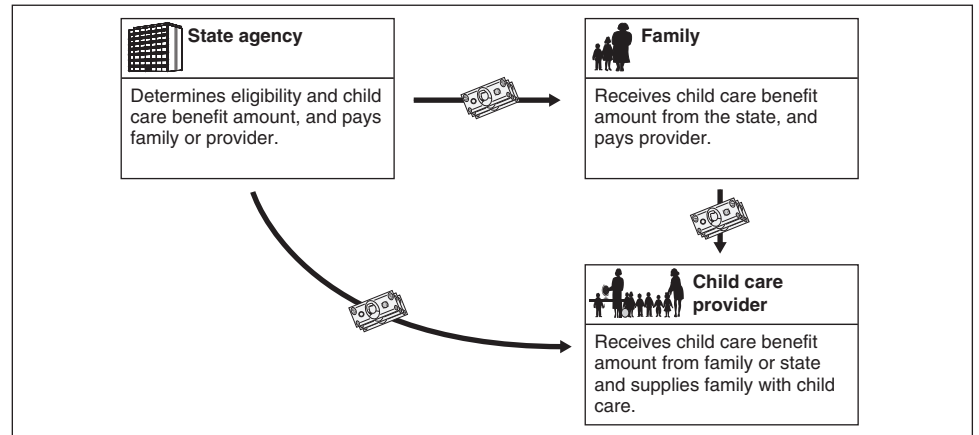 State agency
Determines eligibility and child
care benefit amount, and pays
family or provider.
Family
Receives child care benefit
amount from the state, and
pays provider.
Child care
provider
Receives child care benefit
amount from family or state
and supplies family with child
care.